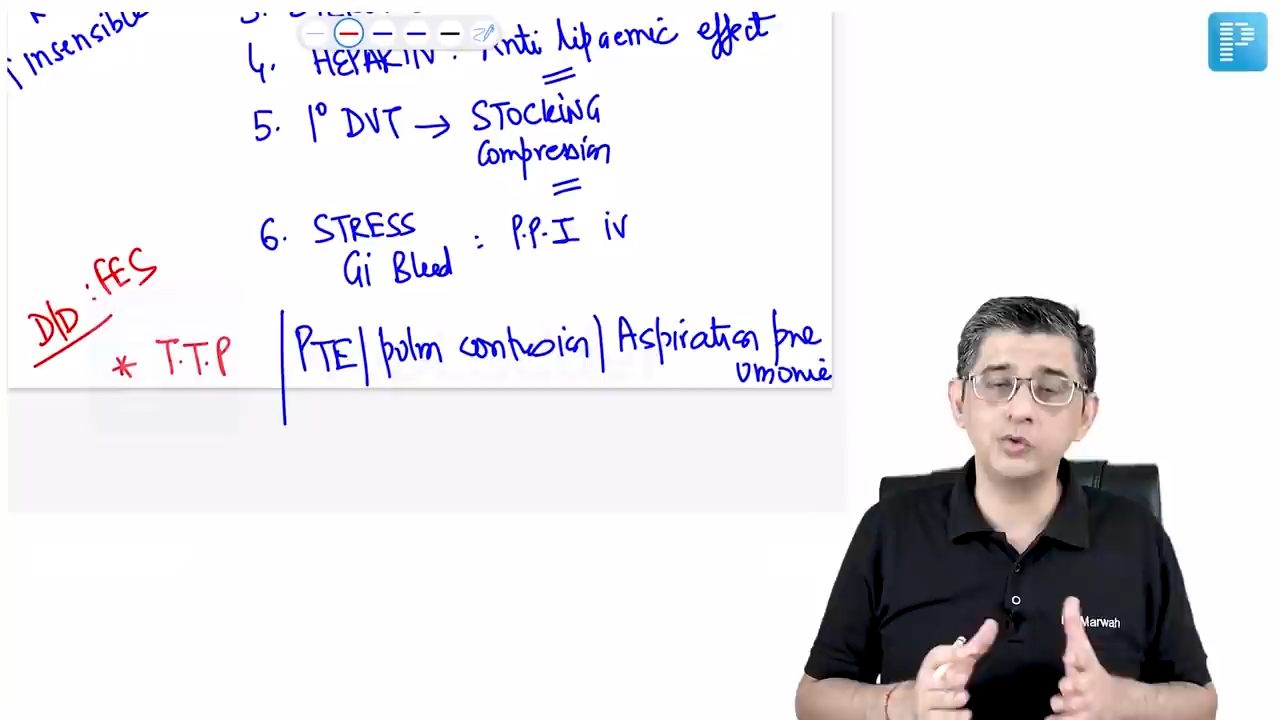 insensible
4. HEPARIN : Anti lipaemic effect
5. 1° DVT → STOCKING
Compression
6. STRESS : P.P.I iv
Gi Bleed
D/D : FES
* T.T.P | PTE | pulm contusion | Aspiration pne
umonie
Marwah